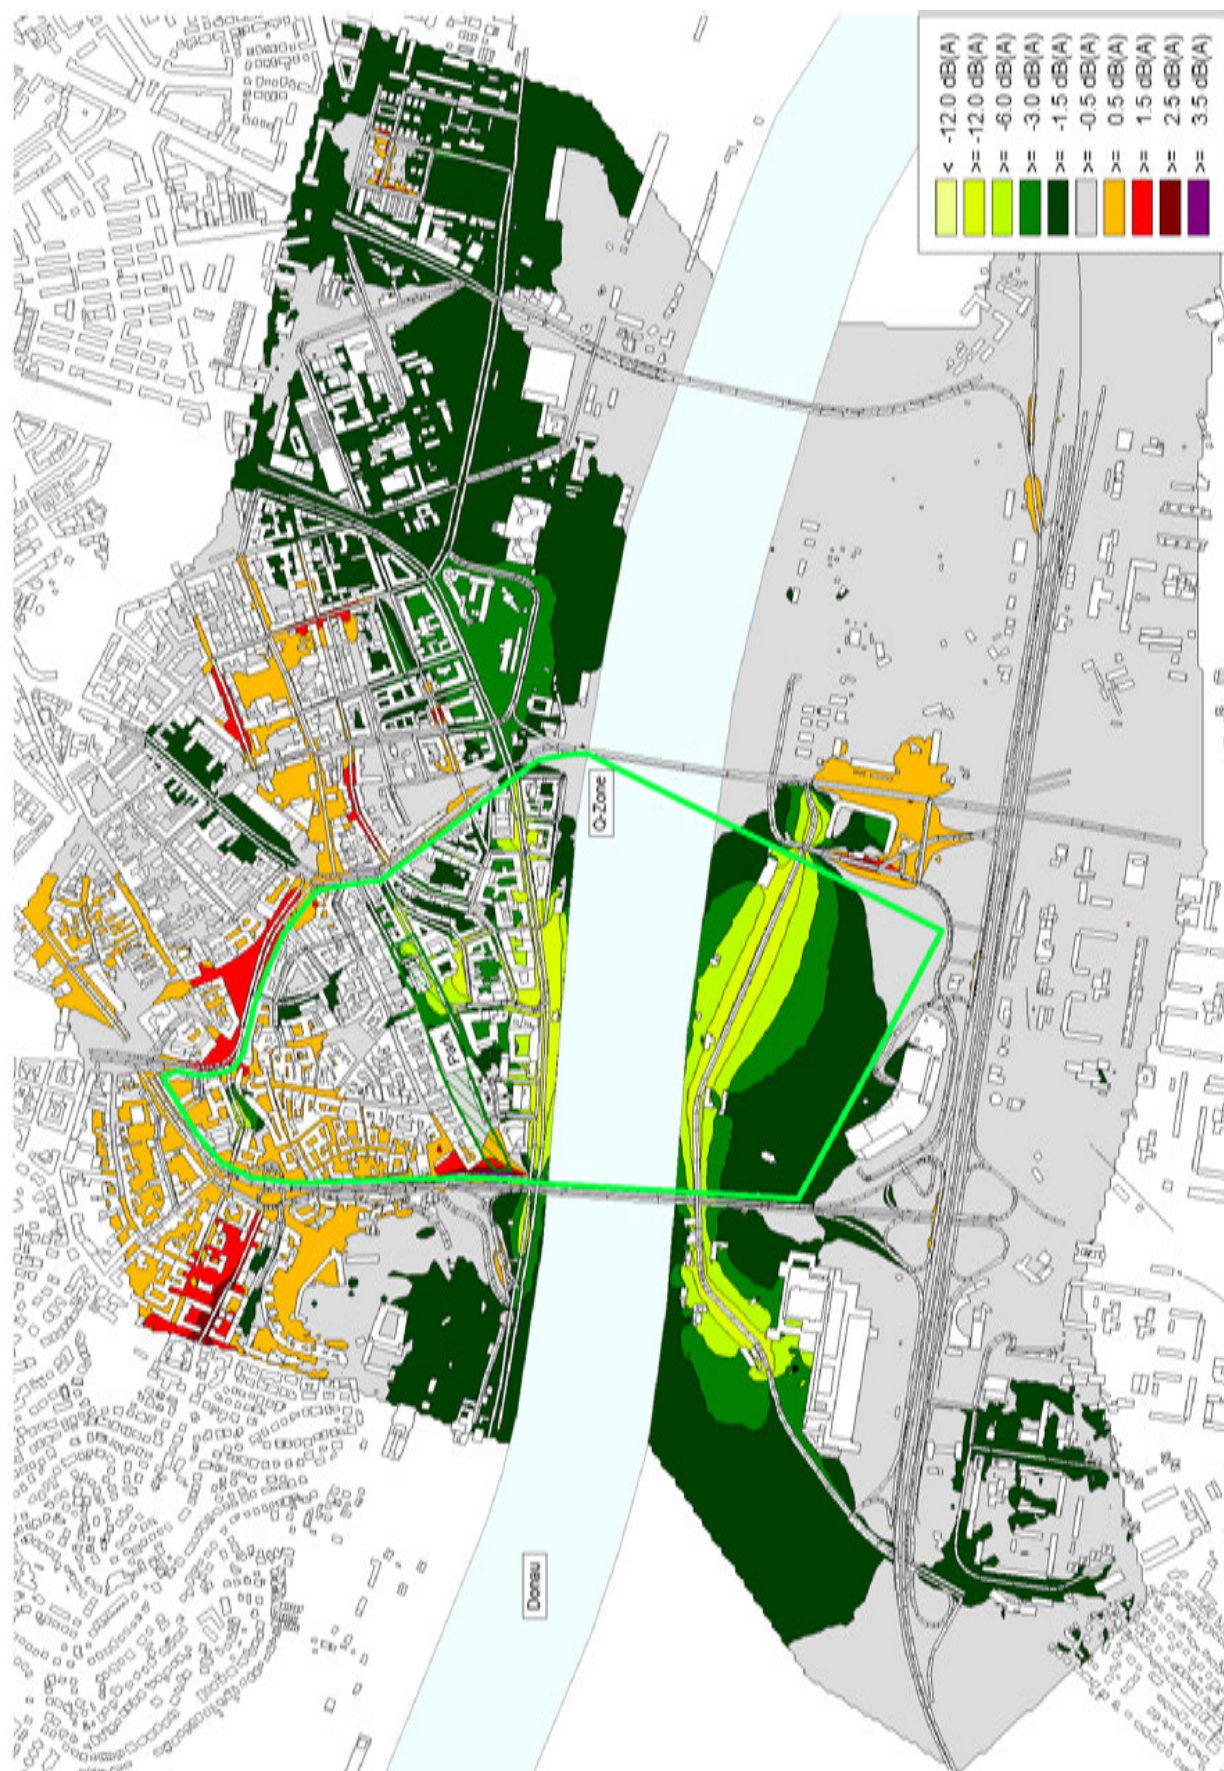 < -12.0 dB(A)
>= -12.0 dB(A)
>= -6.0 dB(A)
>= -3.0 dB(A)
>= -1.5 dB(A)
>= -0.5 dB(A)
>= 0.5 dB(A)
>= 1.5 dB(A)
>= 2.5 dB(A)
>= 3.5 dB(A)
Park
Q-Zone
Donau